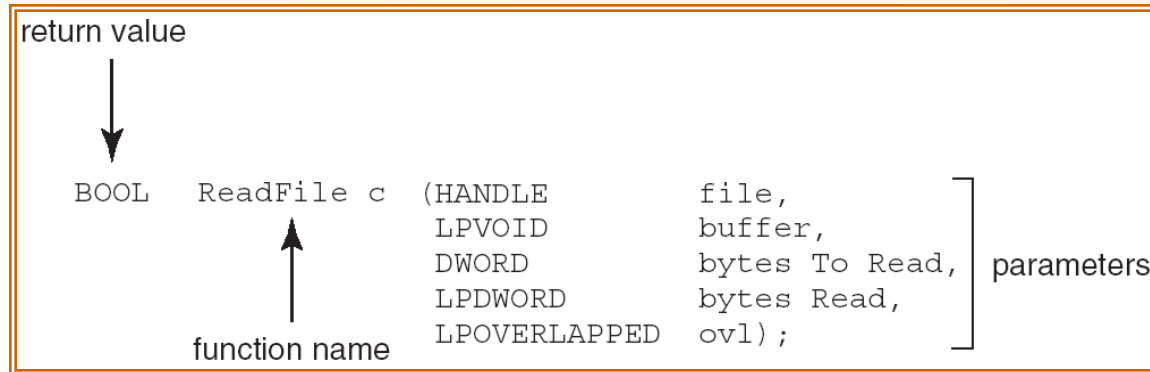 return value
BOOL ReadFile c (HANDLE file,
LPVOID buffer,
DWORD bytes To Read,
LPDWORD bytes Read,
LPOVERLAPPED ovl);
parameters
function name